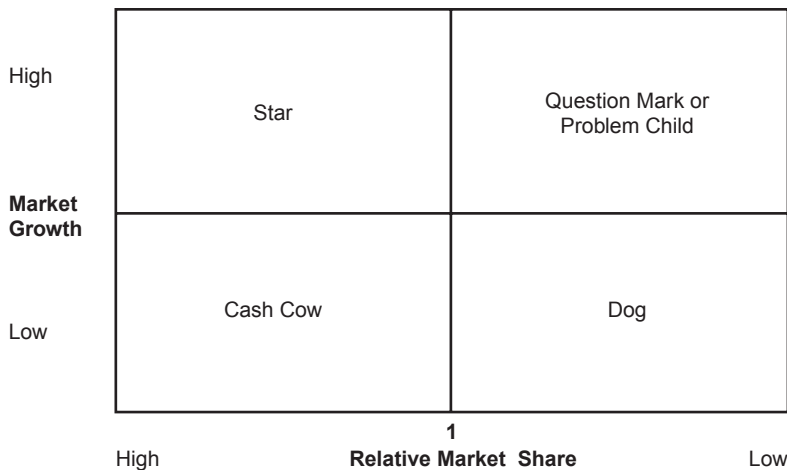 High
Star
Question Mark or
Problem Child
Market
Growth
Cash Cow
Dog
Low
1
High
Relative Market Share
Low